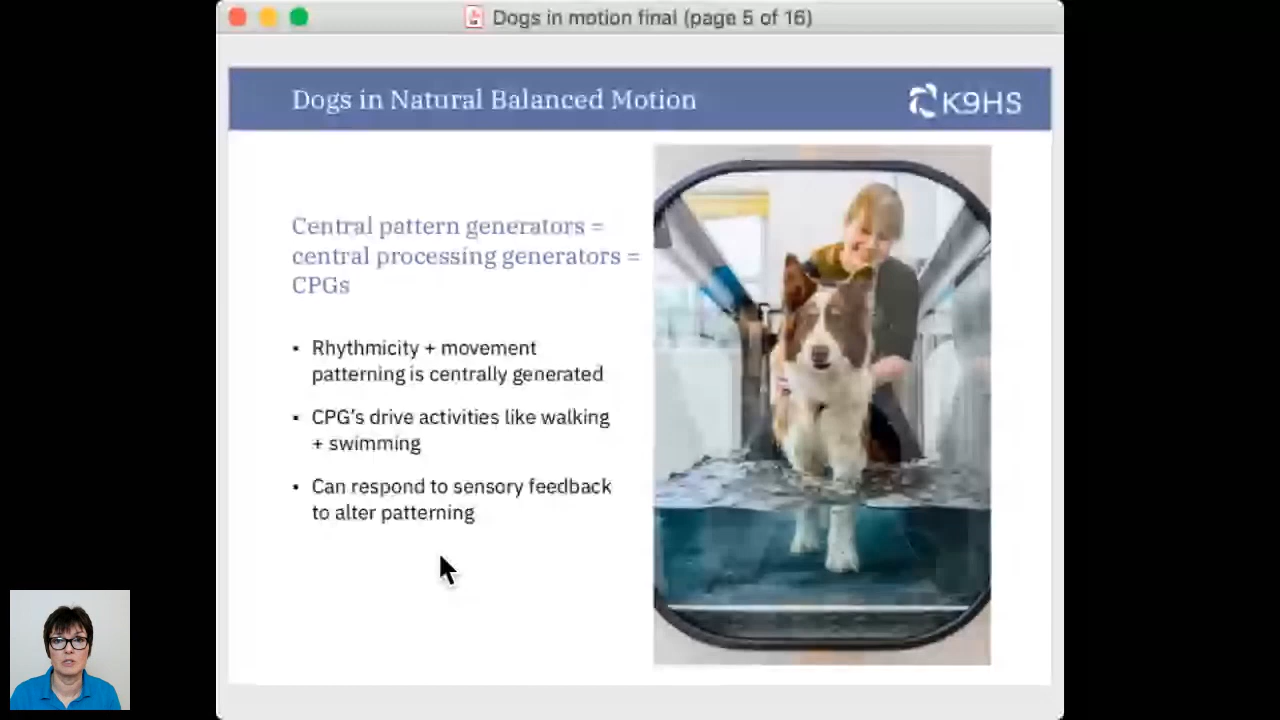 Dogs in motion final (page 5 of 16)
Dogs in Natural Balanced Motion
K9HS
Central pattern generators =
central processing generators =
CPGs
▪ Rhythmicity + movement
patterning is centrally generated
▪ CPG's drive activities like walking
+ swimming
▪ Can respond to sensory feedback
to alter patterning